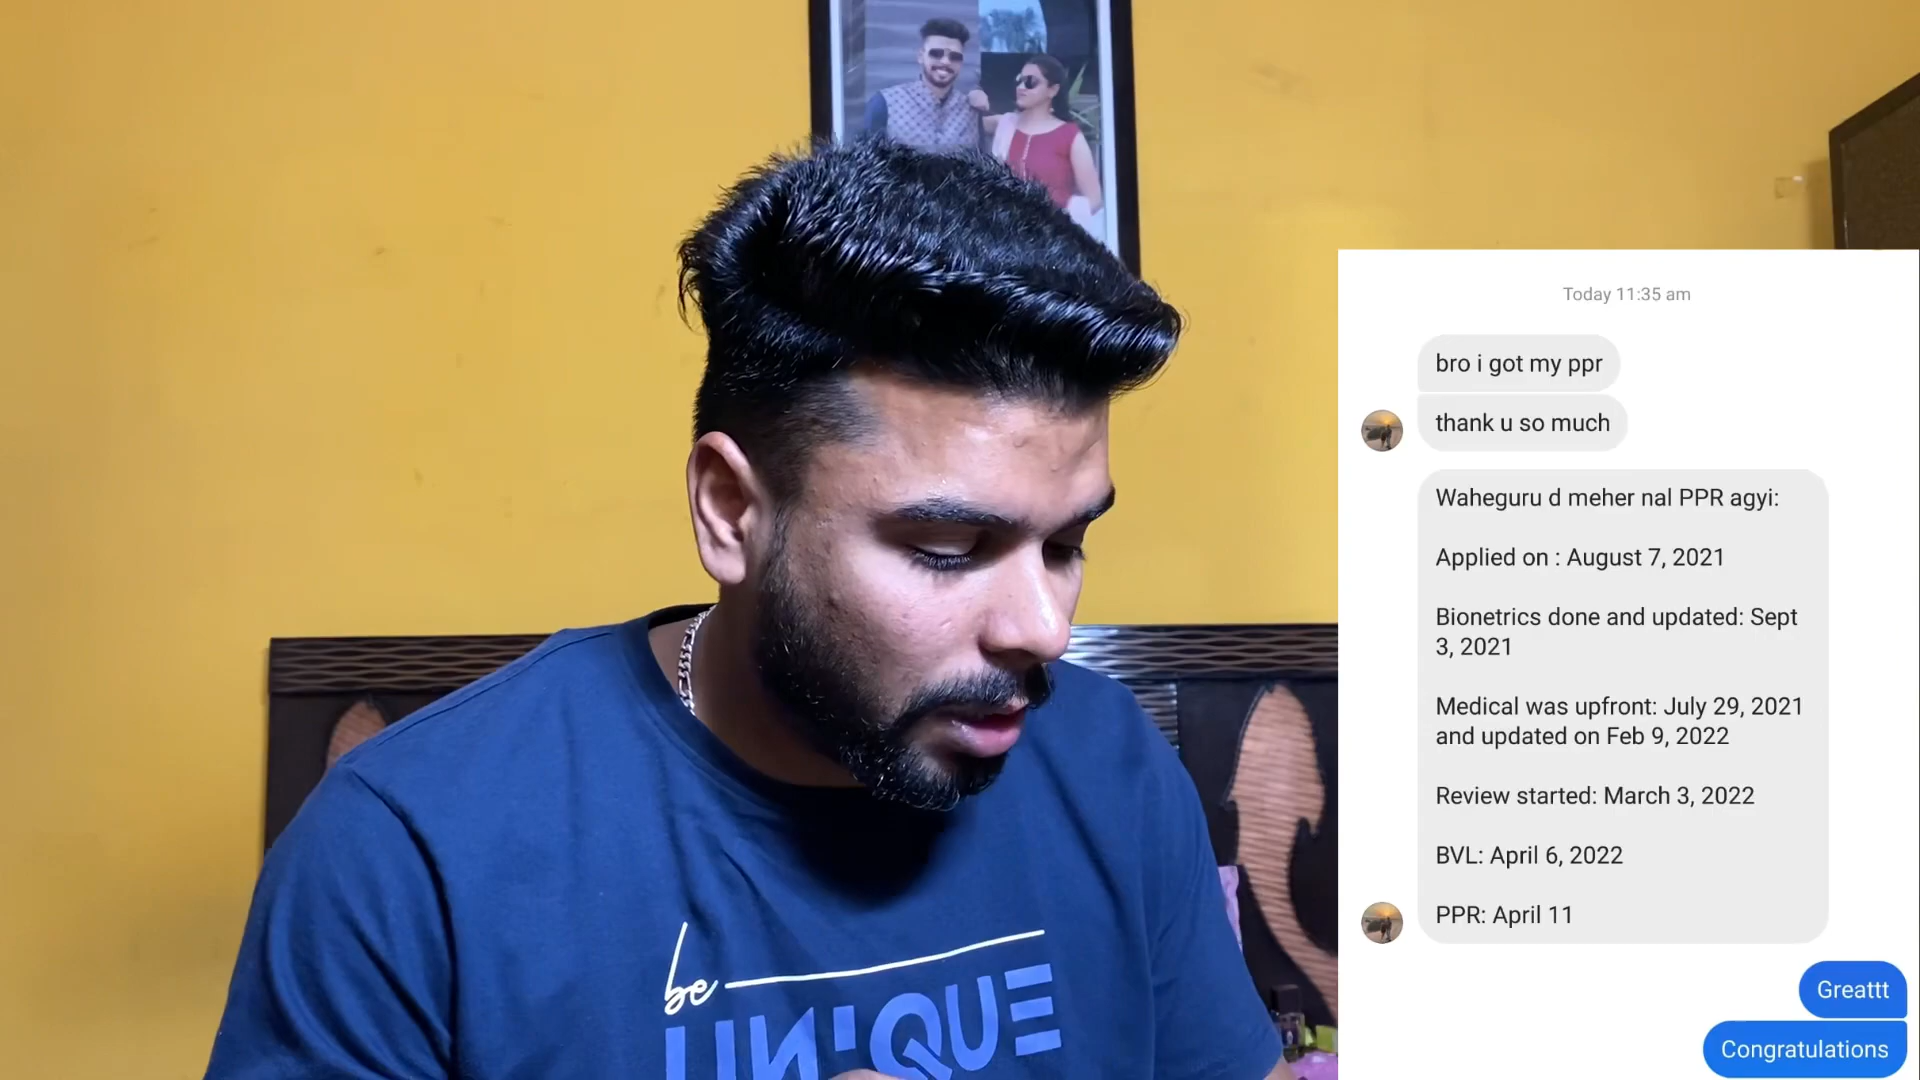 Today 11:35 am
bro i got my ppr
thank u so much
Waheguru d meher nal PPR agyi:
Applied on : August 7, 2021
Bionetrics done and updated: Sept
3, 2021
Medical was upfront: July 29, 2021
and updated on Feb 9, 2022
Review started: March 3, 2022
BVL: April 6, 2022
PPR: April 11
Greattt
Congratulations
be
UNIQUE